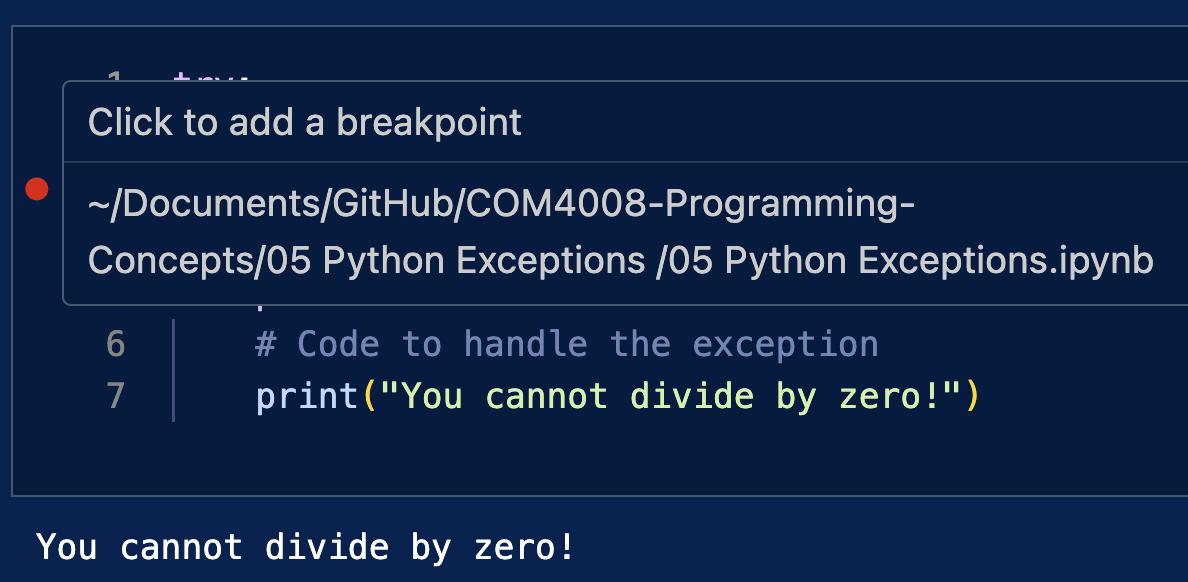 1 try:
Click to add a breakpoint
~/Documents/GitHub/COM4008-Programming-
Concepts/05 Python Exceptions /05 Python Exceptions.ipynb
6 # Code to handle the exception
7 print("You cannot divide by zero!")
You cannot divide by zero!